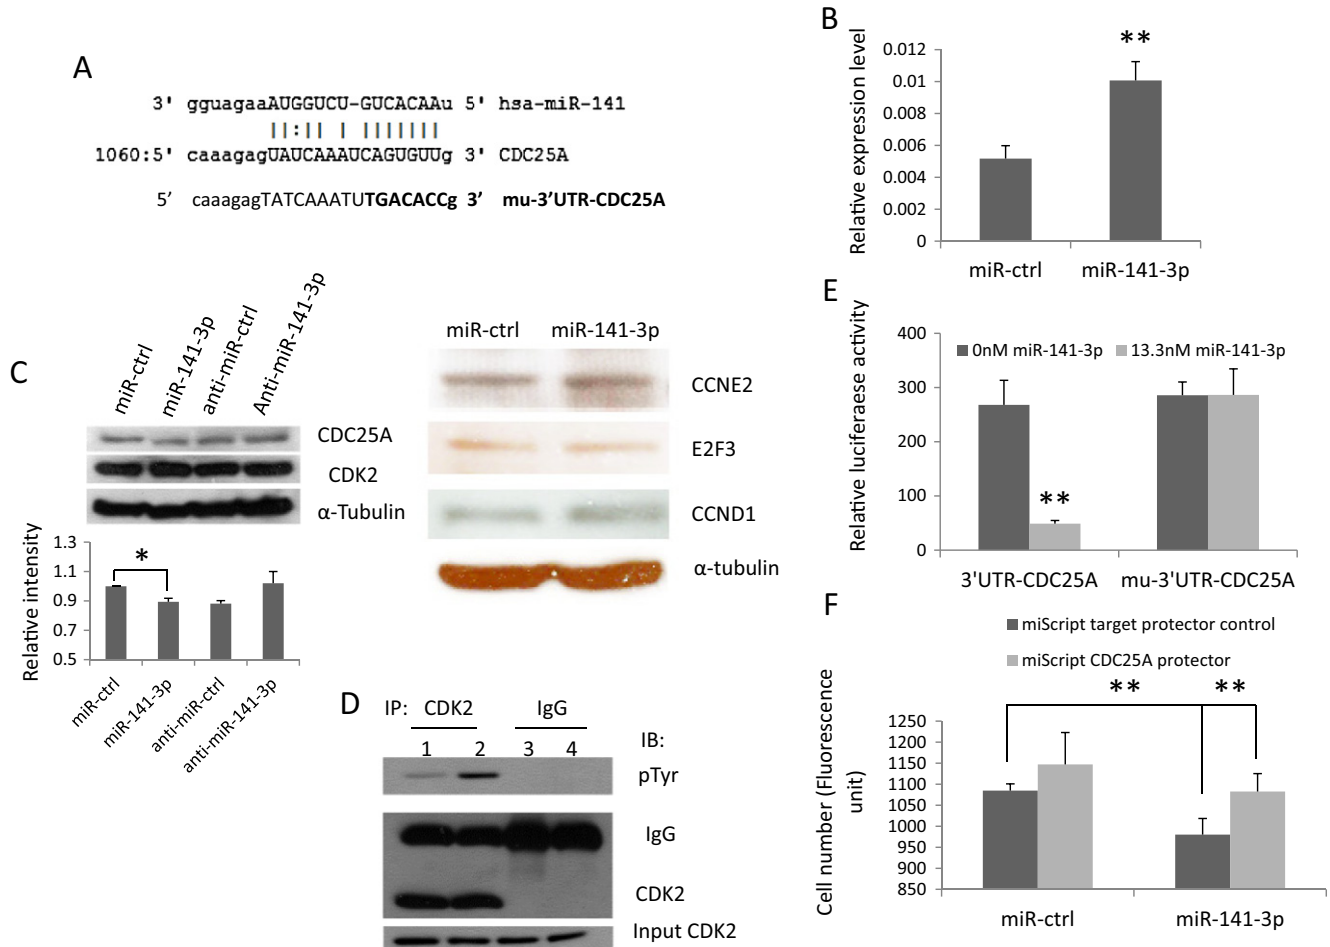 A
3' gguagaaAUGGUCU-GUCACAAu 5' hsa-miR-141
||:|| | |||||||
1060:5' caaagagUAUCAAAUCAGUGUUg 3' CDC25A
5’ caaagagTATCAAATUTGACACCg 3’ mu-3’UTR-CDC25A
B
Relative expression level
0.012
0.01
0.008
0.006
0.004
0.002
0
**
miR-ctrl miR-141-3p
C
miR-ctrl
miR-141-3p
anti-miR-ctrl
Anti-miR-141-3p
CDC25A
CDK2
α-Tubulin
Relative intensity
1.3
1.1
0.9
0.7
0.5
*
miR-ctrl
miR-141-3p
anti-miR-ctrl
anti-miR-141-3p
miR-ctrl miR-141-3p
CCNE2
E2F3
CCND1
α-tubulin
D
IP: CDK2 IgG
1 2 3 4 IB:
pTyr
IgG
CDK2
Input CDK2
E
Relative luciferaese activity
400
300
200
100
0
0nM miR-141-3p 13.3nM miR-141-3p
**
3'UTR-CDC25A mu-3'UTR-CDC25A
F
miScript target protector control
miScript CDC25A protector
** **
Cell number (Fluorescence
unit)
1250
1200
1150
1100
1050
1000
950
900
850
miR-ctrl miR-141-3p